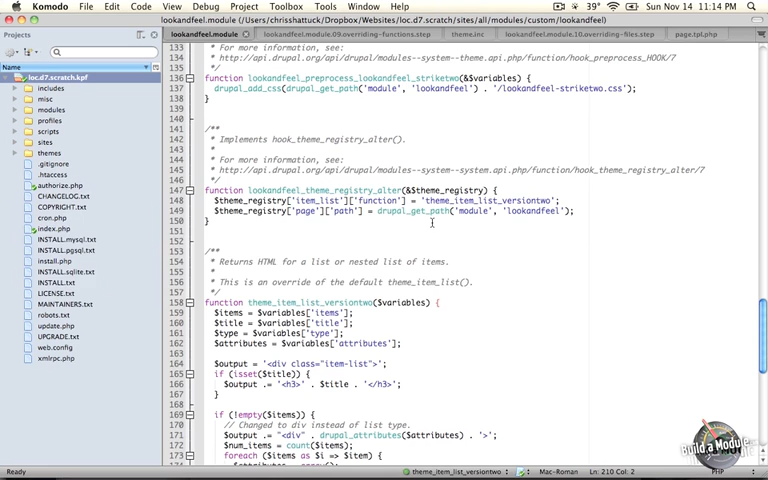 Komodo File Edit Code Navigation View Debug Project Toolbox Tools Window Help 39° Sun Nov 14 11:14 PM
lookandfeel.module (/Users/chrisshattuck/Dropbox/Websites/loc.d7.scratch/sites/all/modules/custom/lookandfeel)
Projects
lookandfeel.module lookandfeel.module.09.overriding-functions.step theme.inc lookandfeel.module.10.overriding-files.step page.tpl.php
Name
loc.d7.scratch.kpf
includes
misc
modules
profiles
scripts
sites
themes
.gitignore
.htaccess
authorize.php
CHANGELOG.txt
COPYRIGHT.txt
cron.php
index.php
INSTALL.mysql.txt
INSTALL.pgsql.txt
install.php
INSTALL.sqlite.txt
INSTALL.txt
LICENSE.txt
MAINTAINERS.txt
robots.txt
update.php
UPGRADE.txt
web.config
xmlrpc.php
133 * For more information, see:
134 * http://api.drupal/modules--system--theme.api.php/function/hook_preprocess_HOOK/7
135 */
136 function lookandfeel_preprocess_lookandfeel_striketwo(&$variables) {
137 drupal_add_css(drupal_get_path('module', 'lookandfeel') . '/lookandfeel-striketwo.css');
138 }
139
140
141 /**
142 * Implements hook_theme_registry_alter().
143 *
144 * For more information, see:
145 * http://api.drupal/api/drupal/modules--system--system.api.php/function/hook_theme_registry_alter/7
146 */
147 function lookandfeel_theme_registry_alter(&$theme_registry) {
148 $theme_registry['item_list']['function'] = 'theme_item_list_versiontwo';
149 $theme_registry['page']['path'] = drupal_get_path('module', 'lookandfeel');
150 }
151
152
153 /**
154 * Returns HTML for a list or nested list of items.
155 *
156 * This is an override of the default theme_item_list().
157 */
158 function theme_item_list_versiontwo($variables) {
159 $items = $variables['items'];
160 $title = $variables['title'];
161 $type = $variables['type'];
162 $attributes = $variables['attributes'];
163
164 $output = '<div class="item-list">';
165 if (isset($title)) {
166 $output .= '<h3>' . $title . '</h3>';
167 }
168
169 if (!empty($items)) {
170 // Changed to div instead of list type.
171 $output .= "<div" . drupal_attributes($attributes) . '>';
172 $num_items = count($items);
173 foreach ($items as $i => $item) {
174 $attributes = array();
Build a Module
Ready theme_item_list_versiontwo Mac-Roman Ln: 210 Col: 2 PHP